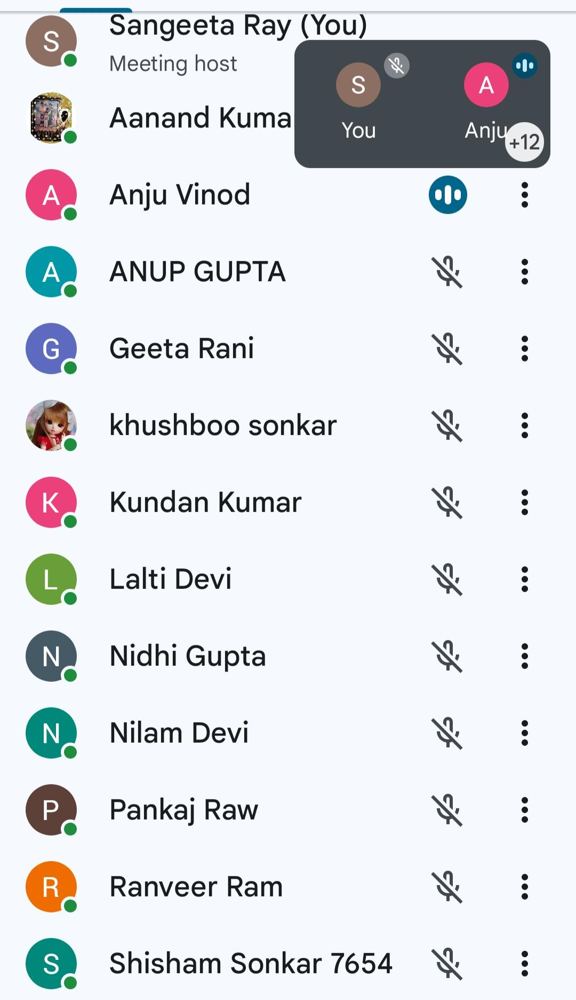 S
Sangeeta Ray (You)
Meeting host
S
You
A
Anju
+12
Aanand Kuma
A
Anju Vinod
A
ANUP GUPTA
G
Geeta Rani
khushboo sonkar
K
Kundan Kumar
L
Lalti Devi
N
Nidhi Gupta
N
Nilam Devi
P
Pankaj Raw
R
Ranveer Ram
S
Shisham Sonkar 7654